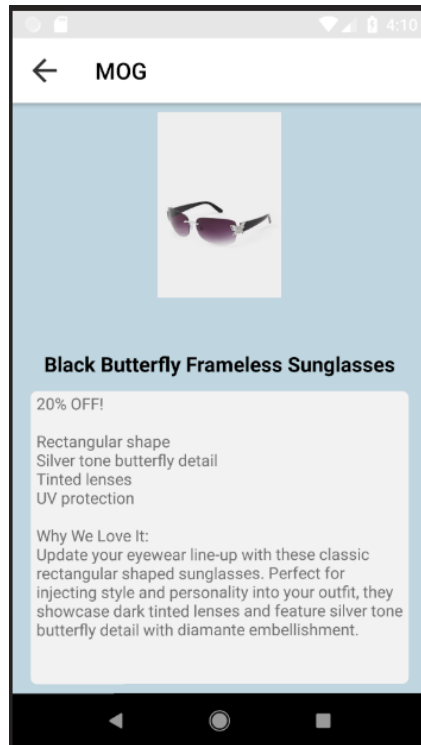 4:10
MOG
Black Butterfly Frameless Sunglasses
20% OFF!
Rectangular shape
Silver tone butterfly detail
Tinted lenses
UV protection
Why We Love It:
Update your eyewear line-up with these classic
rectangular shaped sunglasses. Perfect for
injecting style and personality into your outfit, they
showcase dark tinted lenses and feature silver tone
butterfly detail with diamante embellishment.